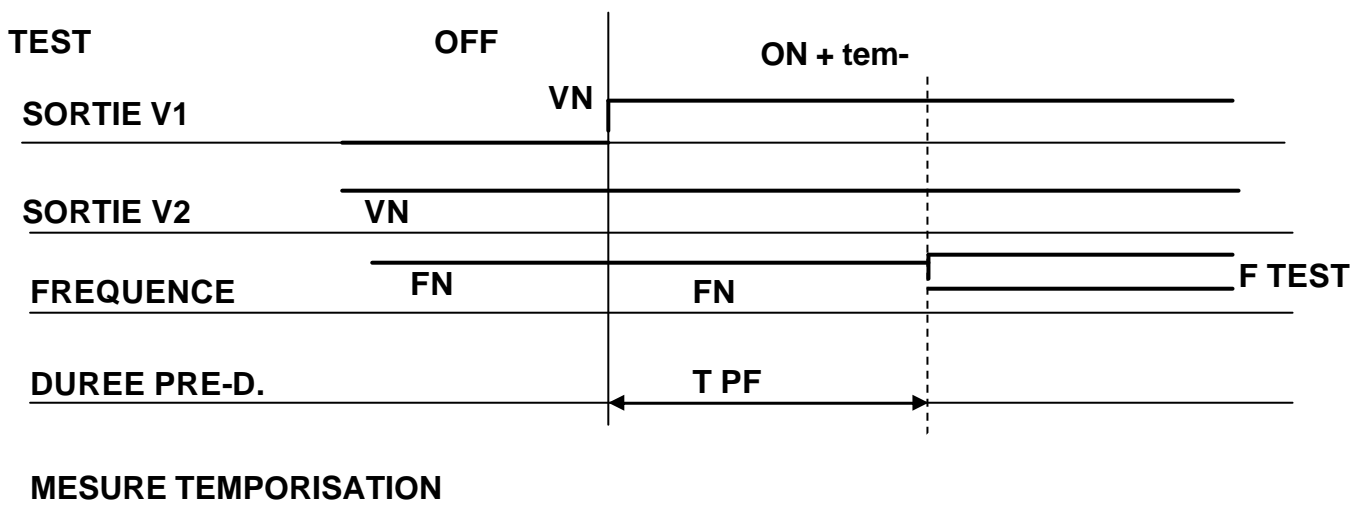 TEST OFF ON + tem-
SORTIE V1 VN
SORTIE V2 VN
FREQUENCE FN FN F TEST
DUREE PRE-D. T PF
MESURE TEMPORISATION